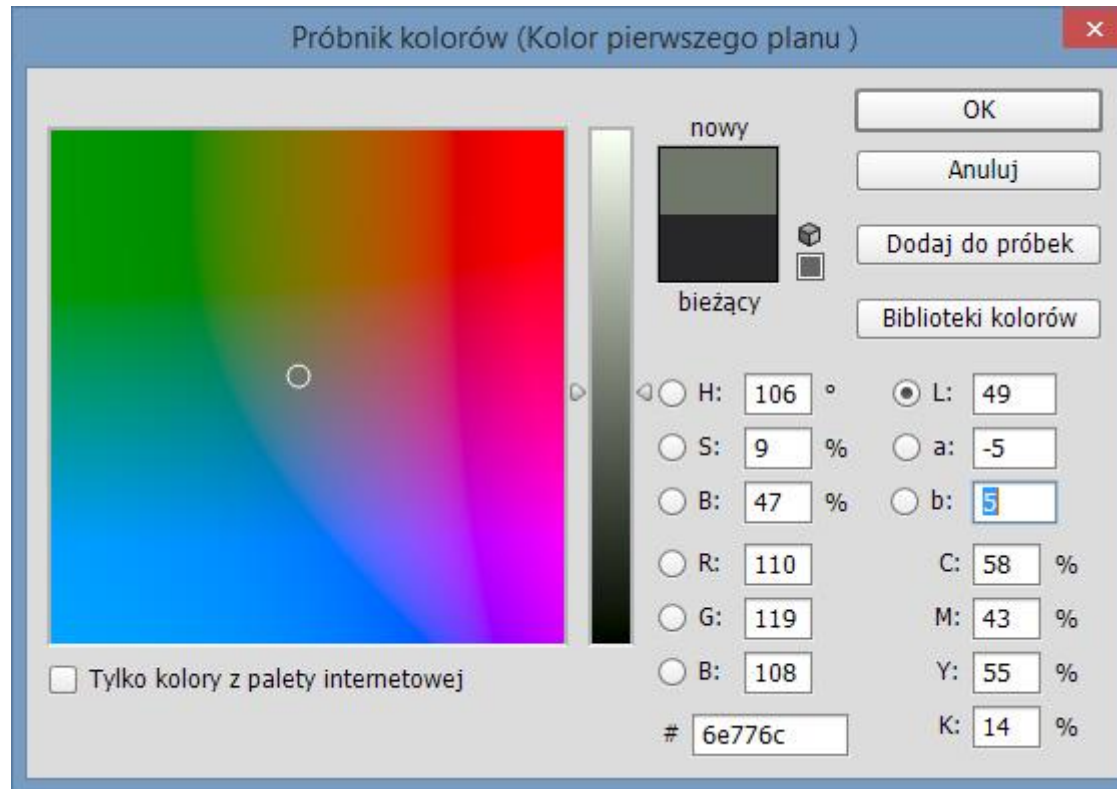 Próbnik kolorów (Kolor pierwszego planu )
nowy
bieżący
OK
Anuluj
Dodaj do próbek
Biblioteki kolorów
H: 106 °
S: 9 %
B: 47 %
R: 110
G: 119
B: 108
# 6e776c
L: 49
a: -5
b: 5
C: 58 %
M: 43 %
Y: 55 %
K: 14 %
Tylko kolory z palety internetowej